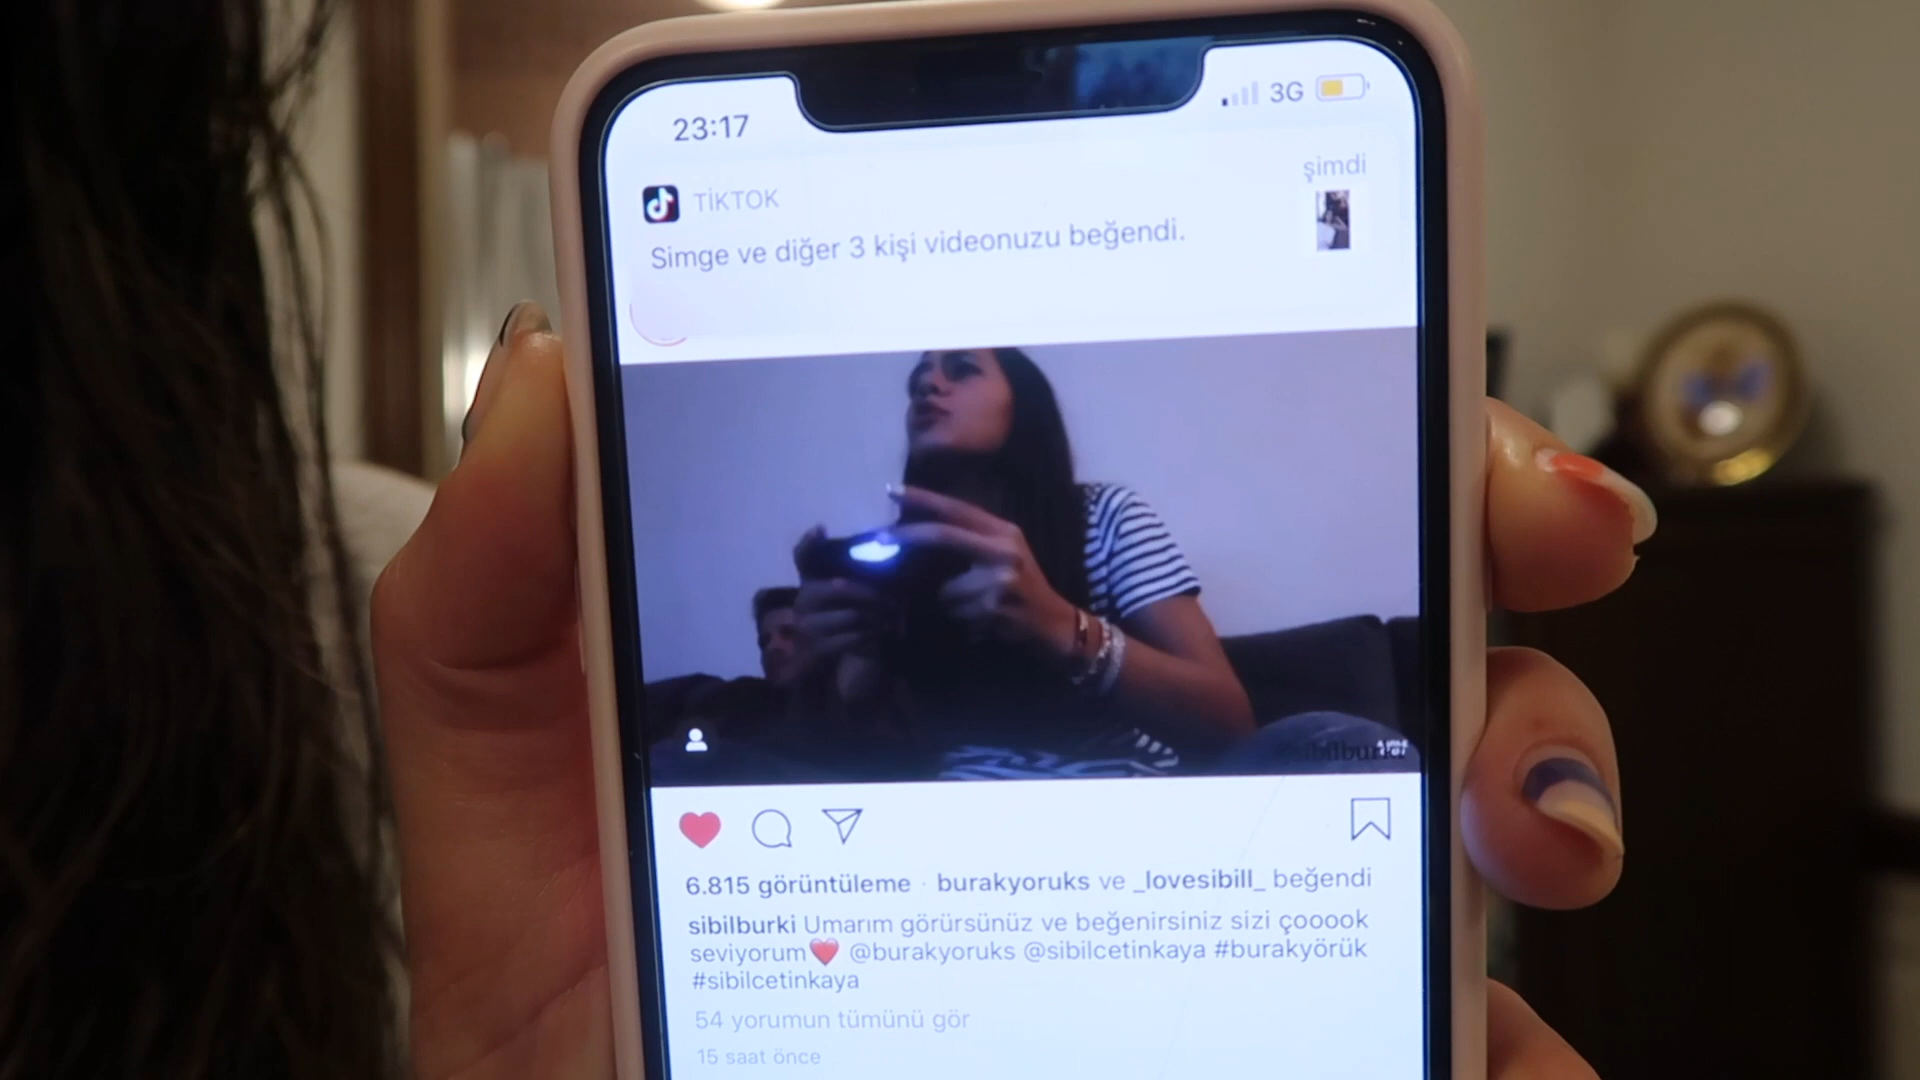 23:17
3G
TİKTOK
şimdi
Simge ve diğer 3 kişi videonuzu beğendi.
6.815 görüntüleme · burakyoruks ve _lovesibill_ beğendi
sibilburki Umarım görürsünüz ve beğenirsiniz sizi çooook
seviyorum❤️ @burakyoruks @sibilcetinkaya #burakyörük
#sibilcetinkaya
54 yorumun tümünü gör
15 saat önce